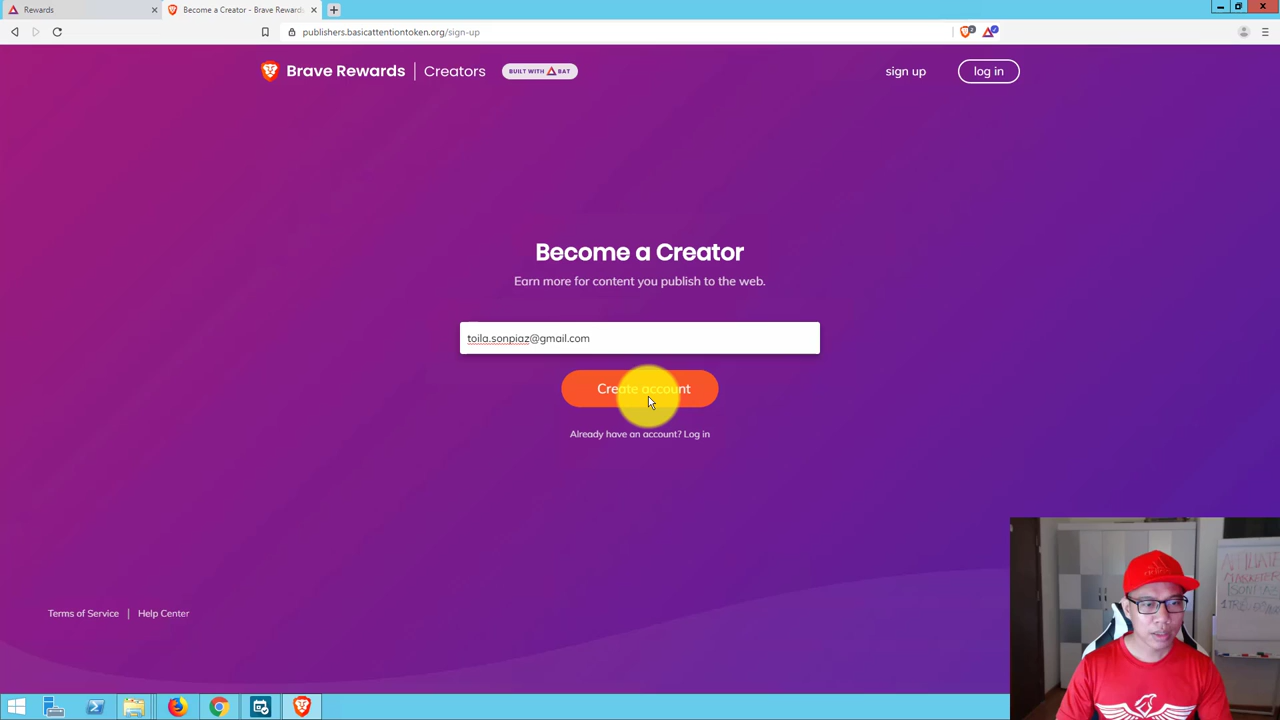 Rewards
Become a Creator - Brave Rewards
publishers.basicattentiontoken.org/sign-up
Brave Rewards | Creators
BUILT WITH BAT
sign up
log in
Become a Creator
Earn more for content you publish to the web.
toila.sonpiaz@gmail.com
Create account
Already have an account? Log in
Terms of Service | Help Center
AFFILIATE
MARKETER